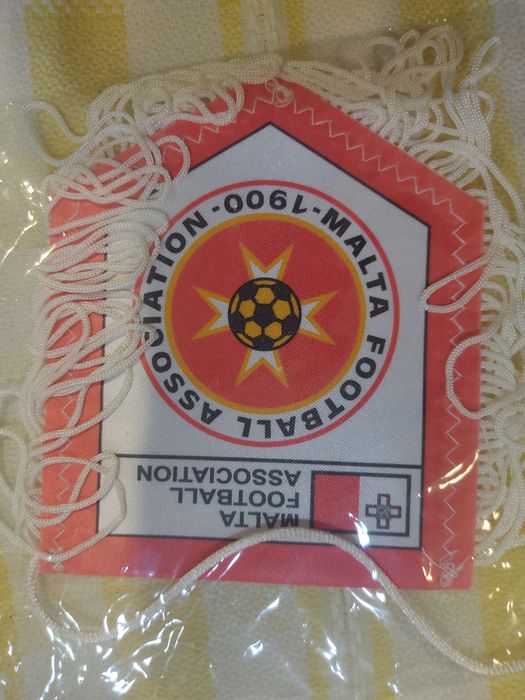 MALTA
FOOTBALL
ASSOCIATION
MALTA FOOTBALL ASSOCIATION
-1900-